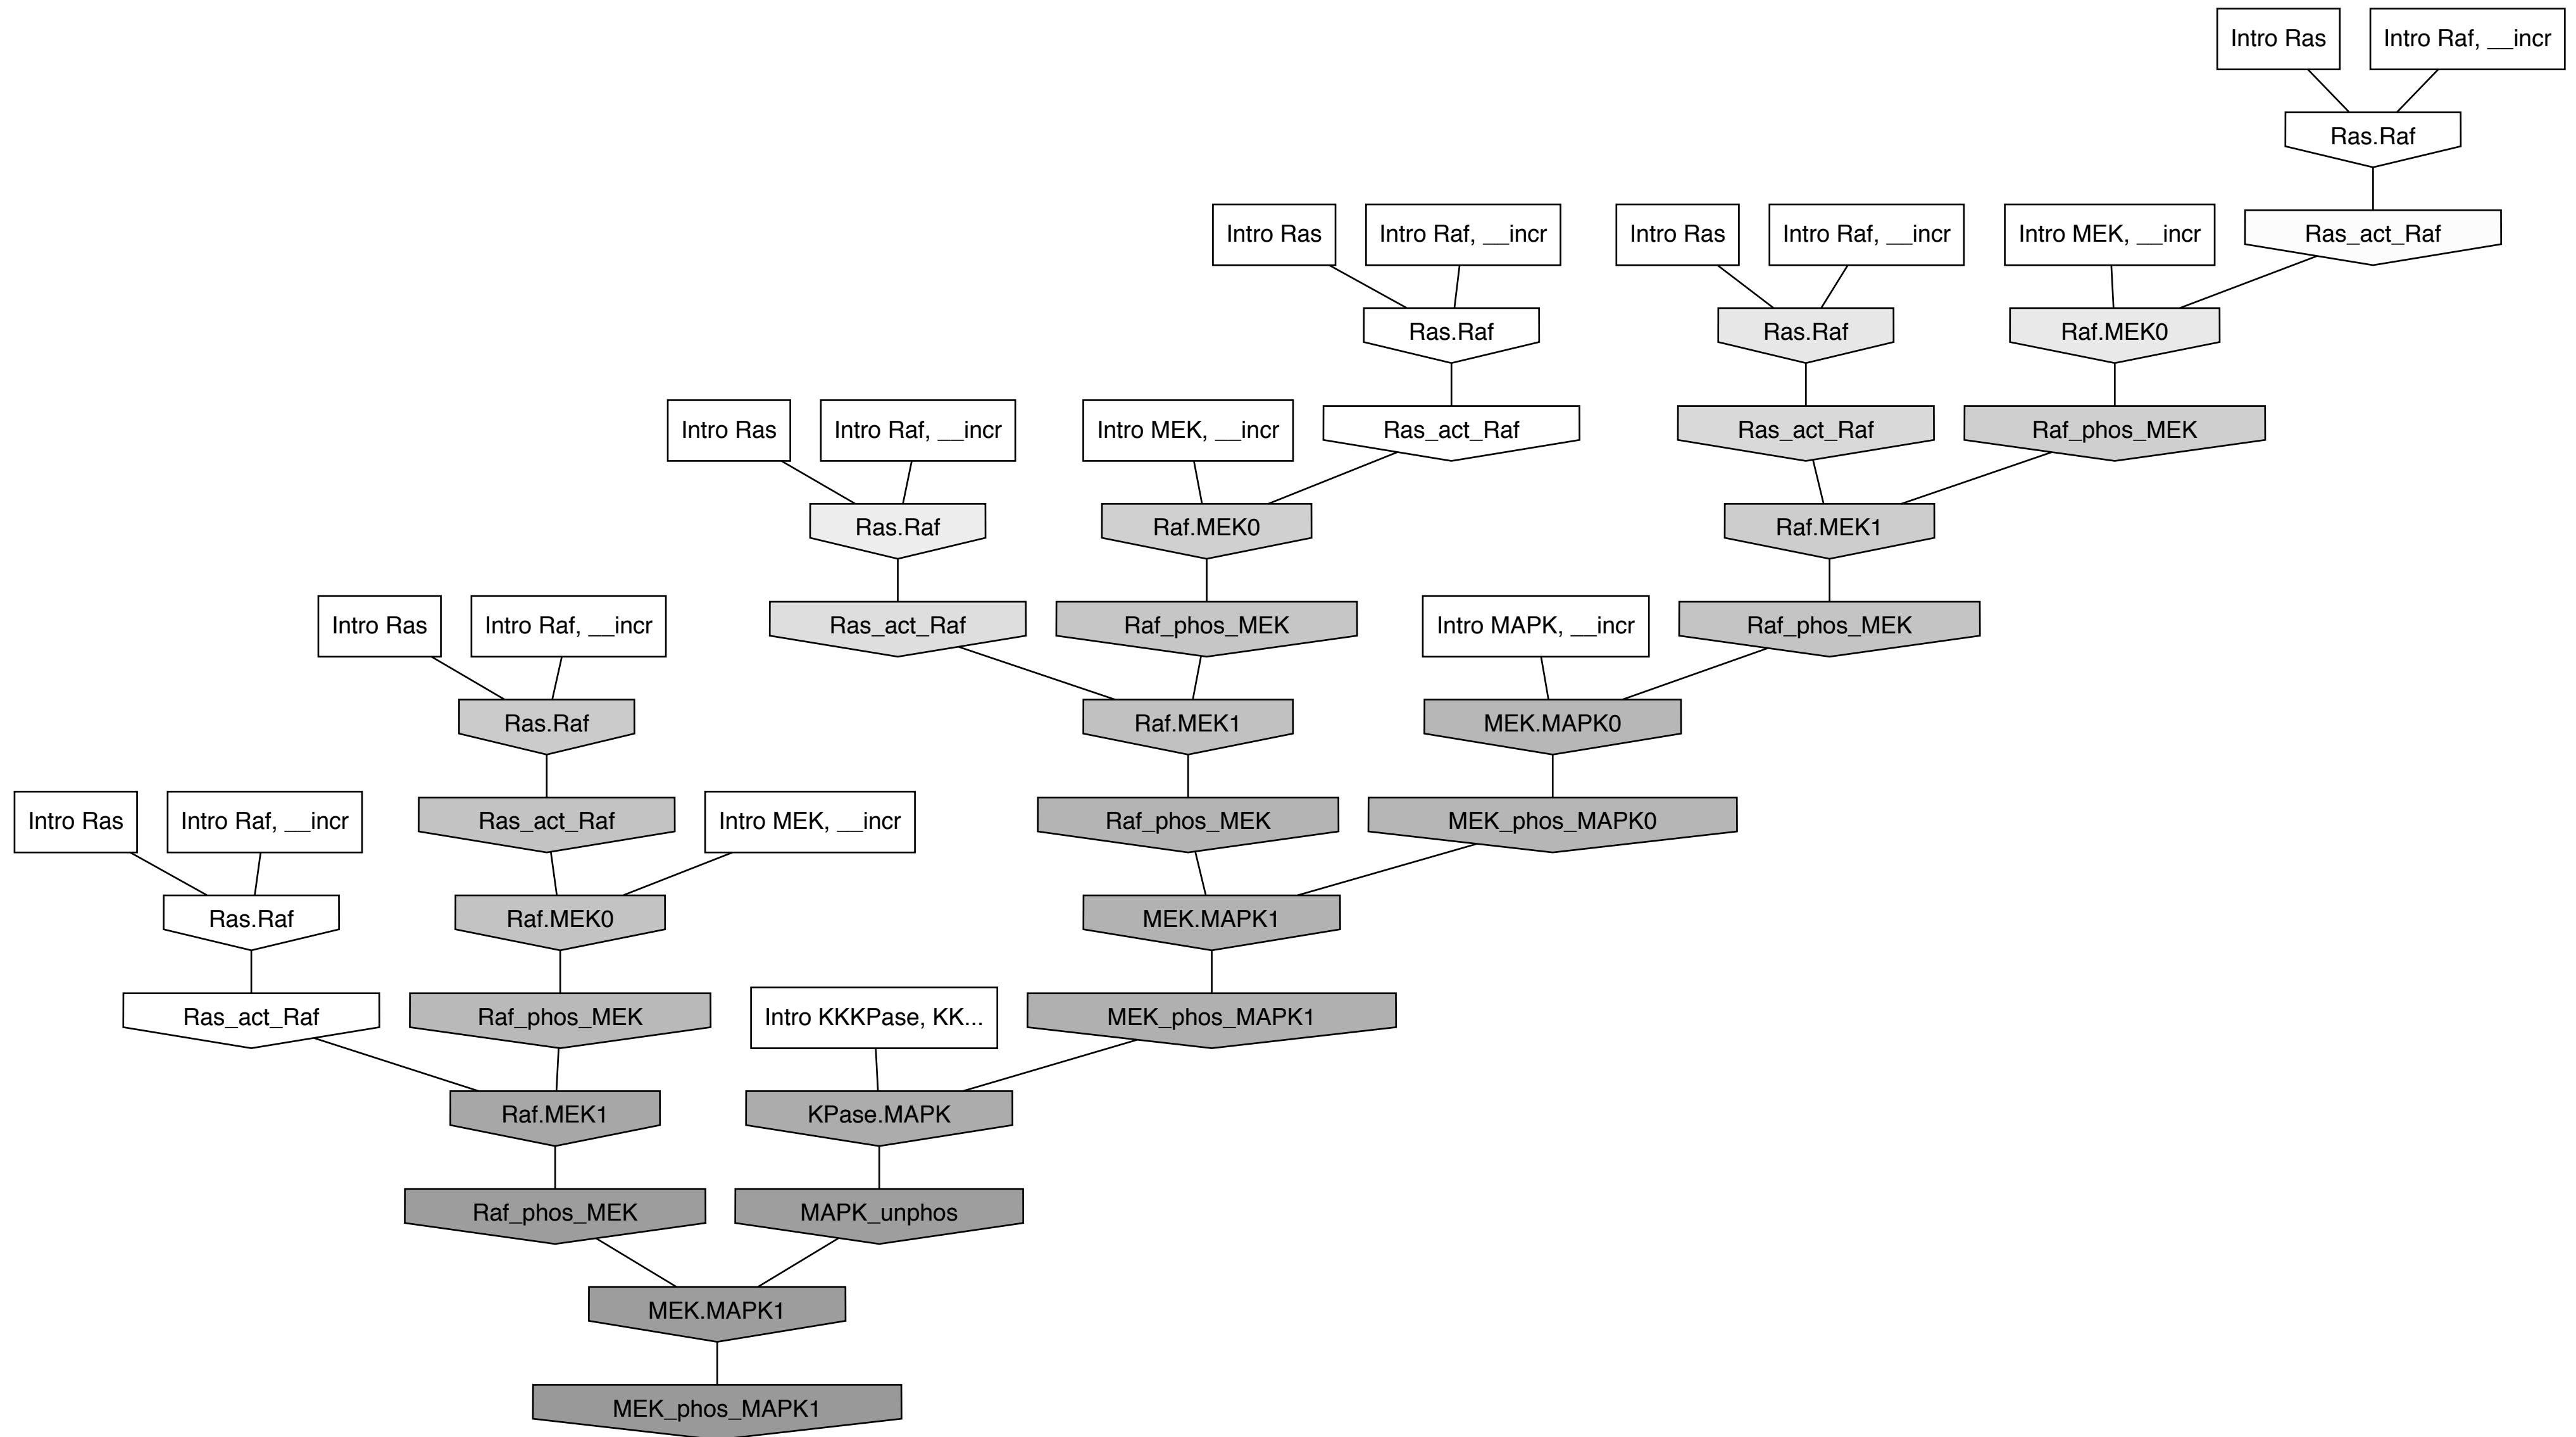 Intro Ras
Intro Raf, __incr
Ras.Raf
Intro Ras
Intro Raf, __incr
Intro Ras
Intro Raf, __incr
Intro MEK, __incr
Ras_act_Raf
Ras.Raf
Ras.Raf
Raf.MEK0
Intro Ras
Intro Raf, __incr
Intro MEK, __incr
Ras_act_Raf
Ras_act_Raf
Raf_phos_MEK
Ras.Raf
Raf.MEK0
Raf.MEK1
Intro Ras
Intro Raf, __incr
Ras_act_Raf
Raf_phos_MEK
Intro MAPK, __incr
Raf_phos_MEK
Ras.Raf
Raf.MEK1
MEK.MAPK0
Intro Ras
Intro Raf, __incr
Ras_act_Raf
Intro MEK, __incr
Raf_phos_MEK
MEK_phos_MAPK0
Ras.Raf
Raf.MEK0
MEK.MAPK1
Ras_act_Raf
Raf_phos_MEK
Intro KKKPase, KK...
MEK_phos_MAPK1
Raf.MEK1
KPase.MAPK
Raf_phos_MEK
MAPK_unphos
MEK.MAPK1
MEK_phos_MAPK1